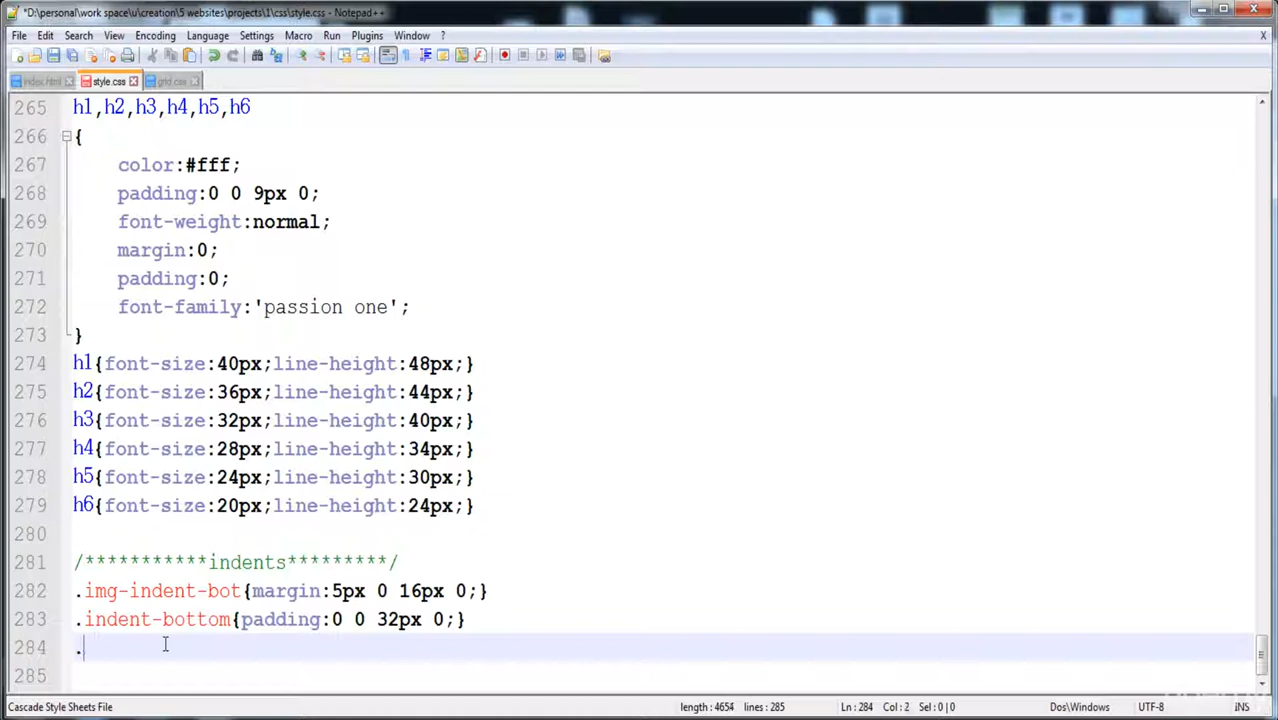 *D:\personal\work space\u\creation\5 websites\projects\1\css\style.css - Notepad++
File Edit Search View Encoding Language Settings Macro Run Plugins Window ? X
index.html style.css grid.css
265 h1,h2,h3,h4,h5,h6
266 {
267 color:#fff;
268 padding:0 0 9px 0;
269 font-weight:normal;
270 margin:0;
271 padding:0;
272 font-family:'passion one';
273 }
274 h1{font-size:40px;line-height:48px;}
275 h2{font-size:36px;line-height:44px;}
276 h3{font-size:32px;line-height:40px;}
277 h4{font-size:28px;line-height:34px;}
278 h5{font-size:24px;line-height:30px;}
279 h6{font-size:20px;line-height:24px;}
280
281 /***********indents*********/
282 .img-indent-bot{margin:5px 0 16px 0;}
283 .indent-bottom{padding:0 0 32px 0;}
284 .
285
Cascade Style Sheets File length : 4654 lines : 285 Ln : 284 Col : 2 Sel : 0 | 0 Dos\Windows UTF-8 INS